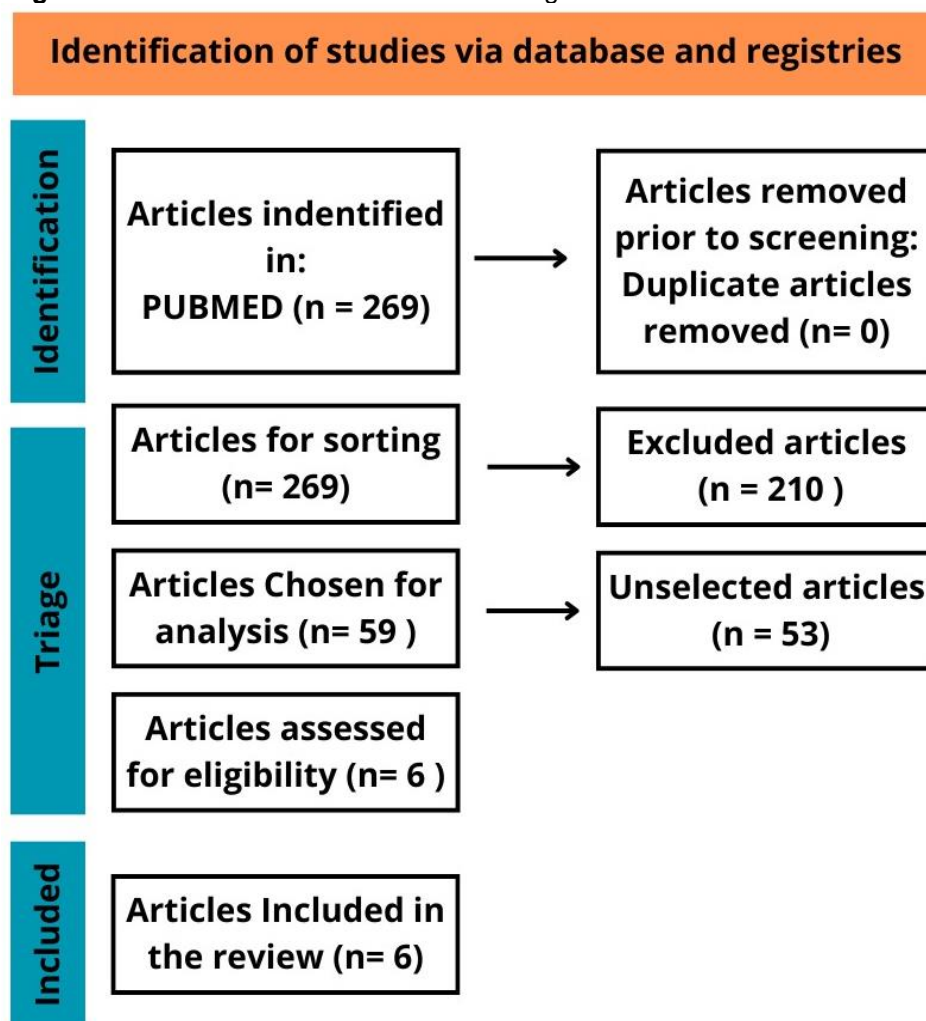 Identification of studies via database and registries
Identification
Articles indentified
in:
PUBMED (n = 269)
Articles removed
prior to screening:
Duplicate articles
removed (n= 0)
Triage
Articles for sorting
(n= 269)
Excluded articles
(n = 210 )
Articles Chosen for
analysis (n= 59 )
Unselected articles
(n = 53)
Articles assessed
for eligibility (n= 6 )
Included
Articles Included in
the review (n= 6)